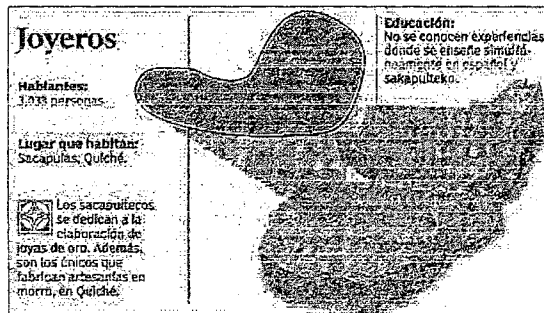 Joyeros
Hablantes:
3,033 personas
Lugar que habitan:
Sacapulas, Quiché.
Los sacapultecos
se dedican a la
elaboración de
joyas de oro. Además,
son los únicos que
fabrican artesanías en
morro, en Quiché.
Educación:
No se conocen experiencias
donde se enseñe simultá-
neamente en español y
sakapulteko.